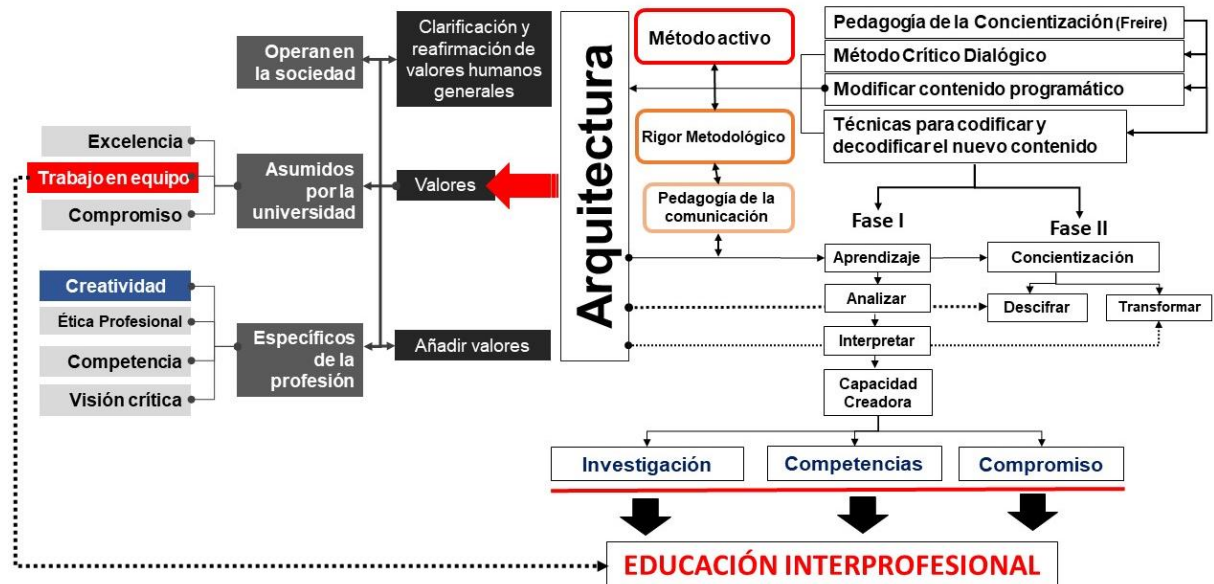 Operan en
la sociedad
Clarificación y
reafirmación de
valores humanos
generales
Excelencia
Trabajo en equipo
Compromiso
Asumidos
por la
universidad
Valores
Creatividad
Ética Profesional
Competencia
Visión crítica
Específicos
de la
profesión
Añadir valores
Arquitectura
Método activo
Rigor Metodológico
Pedagogía de la
comunicación
Pedagogía de la Concientización (Freire)
Método Crítico Dialógico
Modificar contenido programático
Técnicas para codificar y
decodificar el nuevo contenido
Fase I
Fase II
Aprendizaje
Concientización
Analizar
Descifrar
Transformar
Interpretar
Capacidad
Creadora
Investigación
Competencias
Compromiso
EDUCACIÓN INTERPROFESIONAL